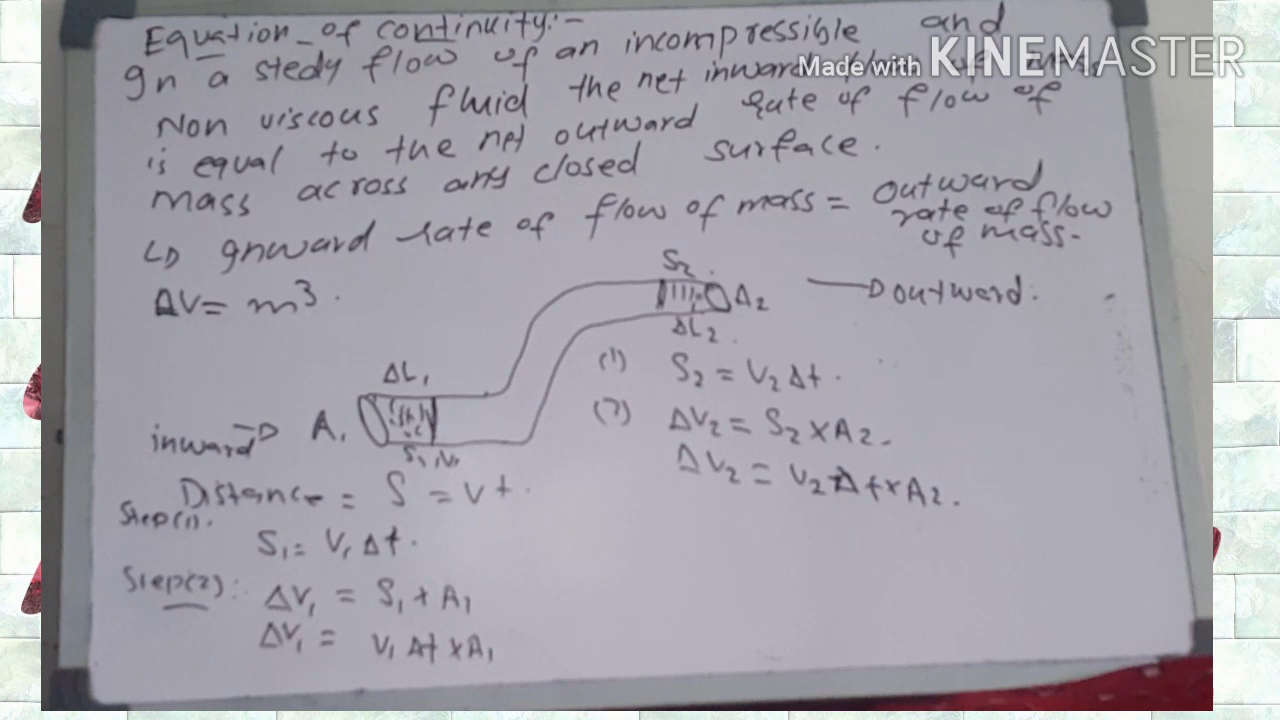 Equation of continuity:-
In a stedy flow of an incompressible and
Non viscous fluid the net inward
is equal to the net outward rate of flow of
mass across any closed surface.
↳ Inward rate of flow of mass = outward
rate of flow
of mass.
ΔV = m³.
S₂
A₂ → outward.
ΔL₂
ΔL₁
(1) S₂ = V₂ Δt.
(2) ΔV₂ = S₂ × A₂.
ΔV₂ = V₂ Δt × A₂.
inward → A₁
S₁, V₁
Distance = S = vt.
Step(1).
S₁ = V₁ Δt.
Step(2):
ΔV₁ = S₁ × A₁
ΔV₁ = V₁ Δt × A₁
Made with KINEMASTER